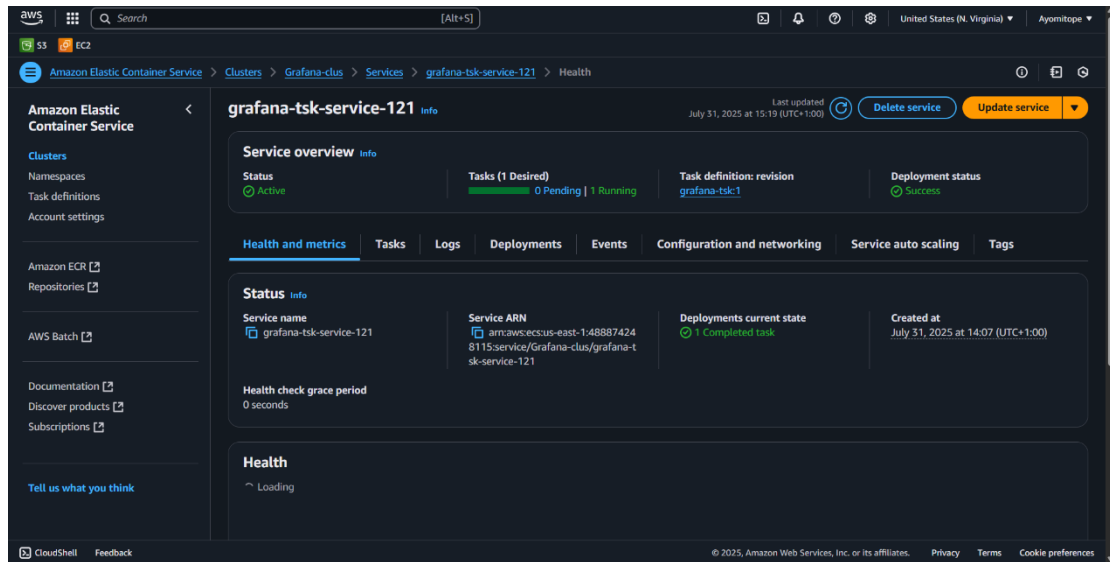 aws
Search [Alt+S]
United States (N. Virginia) Ayomitope
S3 EC2
Amazon Elastic Container Service > Clusters > Grafana-clus > Services > grafana-tsk-service-121 > Health
Amazon Elastic
Container Service
Clusters
Namespaces
Task definitions
Account settings
Amazon ECR
Repositories
AWS Batch
Documentation
Discover products
Subscriptions
Tell us what you think
grafana-tsk-service-121 Info
Last updated
July 31, 2025 at 15:19 (UTC+1:00)
Delete service
Update service
Service overview Info
Status
Active
Tasks (1 Desired)
0 Pending | 1 Running
Task definition: revision
grafana-tsk:1
Deployment status
Success
Health and metrics Tasks Logs Deployments Events Configuration and networking Service auto scaling Tags
Status Info
Service name
grafana-tsk-service-121
Service ARN
arn:aws:ecs:us-east-1:48887424
8115:service/Grafana-clus/grafana-t
sk-service-121
Deployments current state
1 Completed task
Created at
July 31, 2025 at 14:07 (UTC+1:00)
Health check grace period
0 seconds
Health
Loading
CloudShell Feedback
© 2025, Amazon Web Services, Inc. or its affiliates. Privacy Terms Cookie preferences